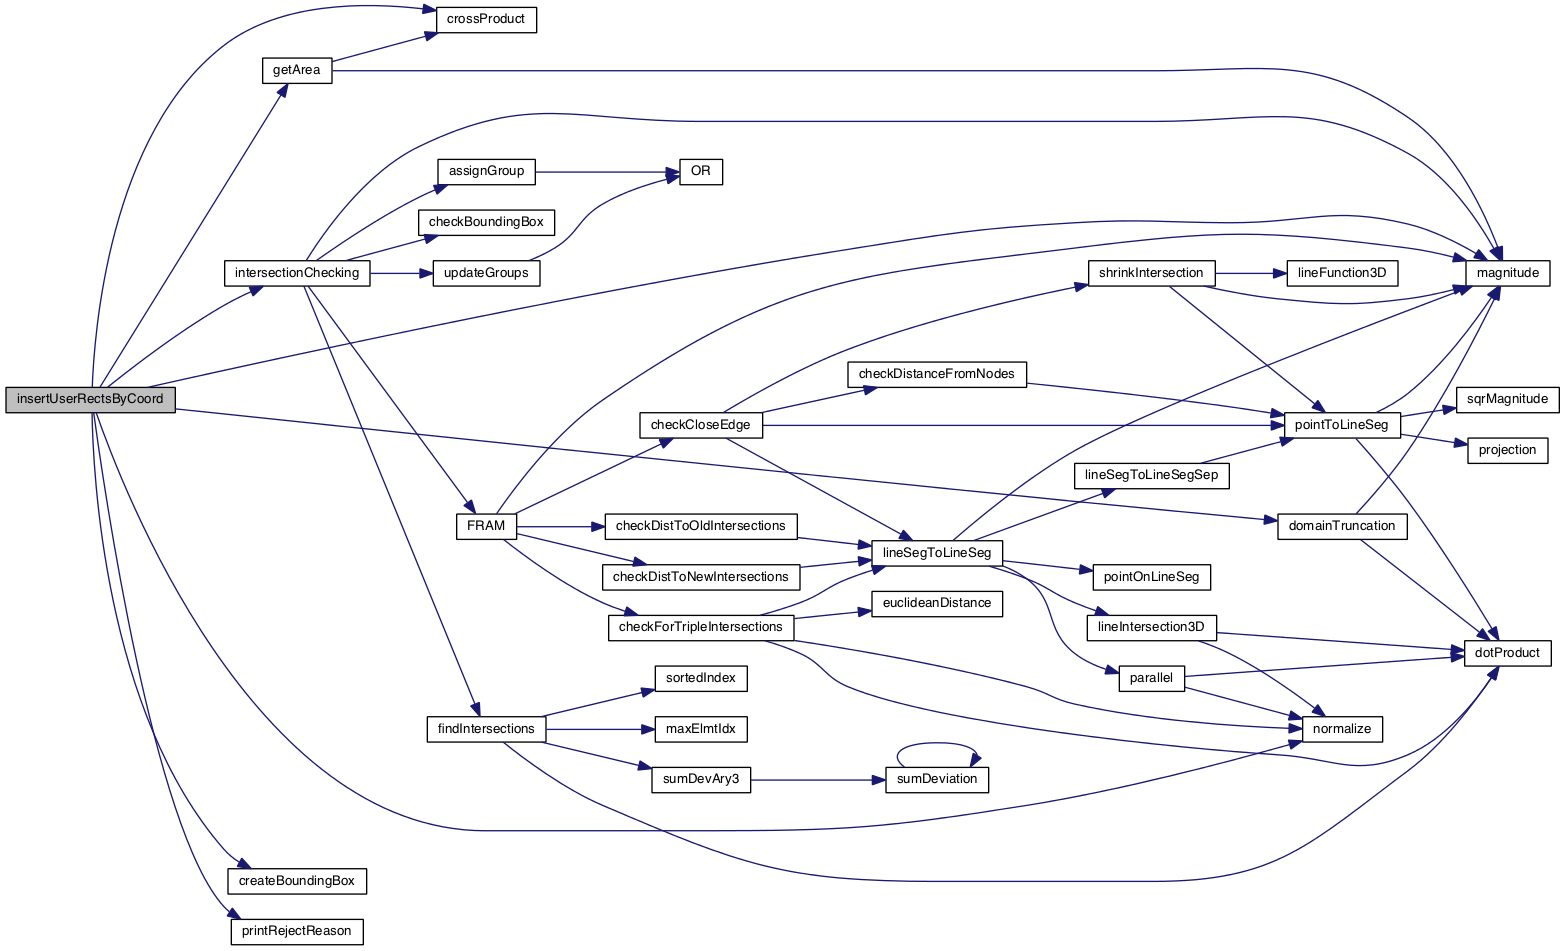 crossProduct
getArea
assignGroup
OR
checkBoundingBox
intersectionChecking
updateGroups
shrinkIntersection
lineFunction3D
magnitude
insertUserRectsByCoord
checkDistanceFromNodes
sqrMagnitude
checkCloseEdge
pointToLineSeg
projection
lineSegToLineSegSep
FRAM
checkDistToOldIntersections
domainTruncation
lineSegToLineSeg
checkDistToNewIntersections
pointOnLineSeg
euclideanDistance
checkForTripleIntersections
lineIntersection3D
dotProduct
sortedIndex
parallel
findIntersections
maxElmtIdx
normalize
sumDevAry3
sumDeviation
createBoundingBox
printRejectReason